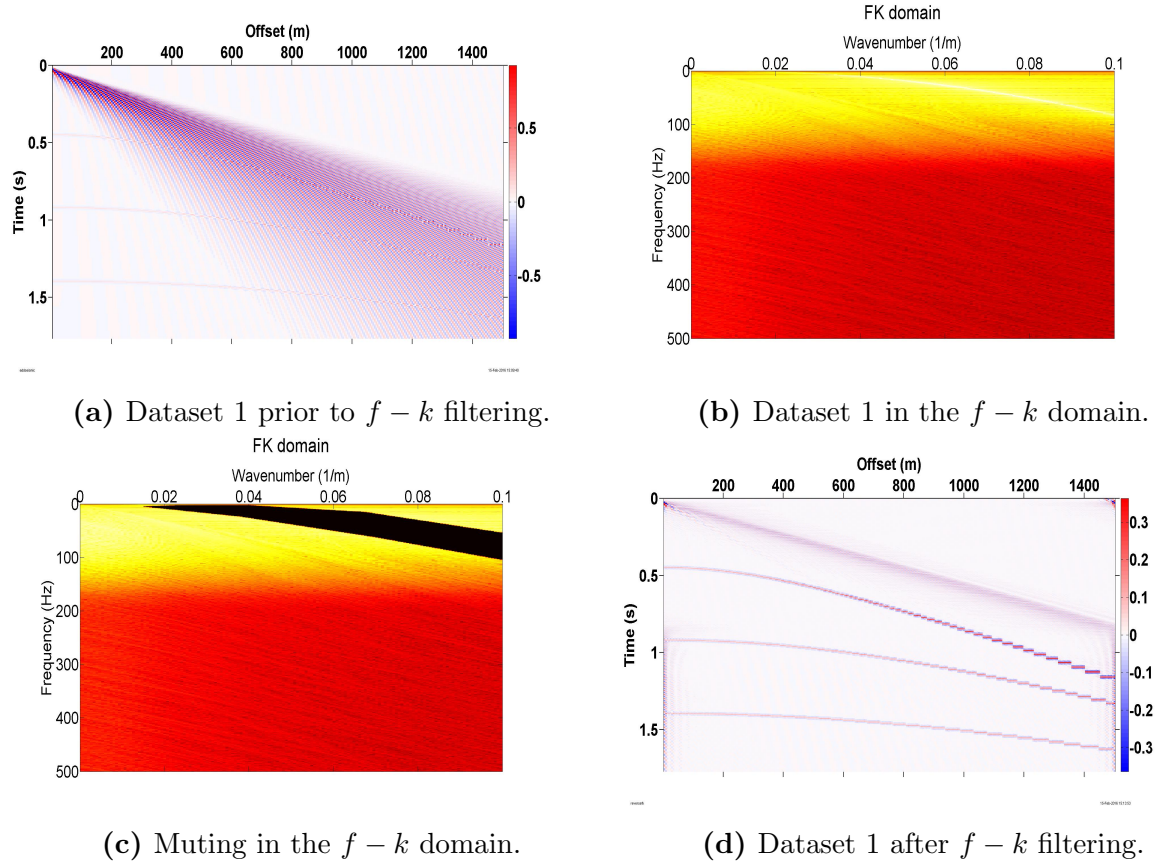 Offset (m)
200 400 600 800 1000 1200 1400
0
0.5
1
1.5
Time (s)
0.5
0
-0.5
(a) Dataset 1 prior to f − k filtering.
FK domain
Wavenumber (1/m)
0 0.02 0.04 0.06 0.08 0.1
0
100
200
300
400
500
Frequency (Hz)
(b) Dataset 1 in the f − k domain.
FK domain
Wavenumber (1/m)
0 0.02 0.04 0.06 0.08 0.1
0
100
200
300
400
500
Frequency (Hz)
(c) Muting in the f − k domain.
Offset (m)
200 400 600 800 1000 1200 1400
0
0.5
1
1.5
Time (s)
0.3
0.2
0.1
0
-0.1
-0.2
-0.3
(d) Dataset 1 after f − k filtering.